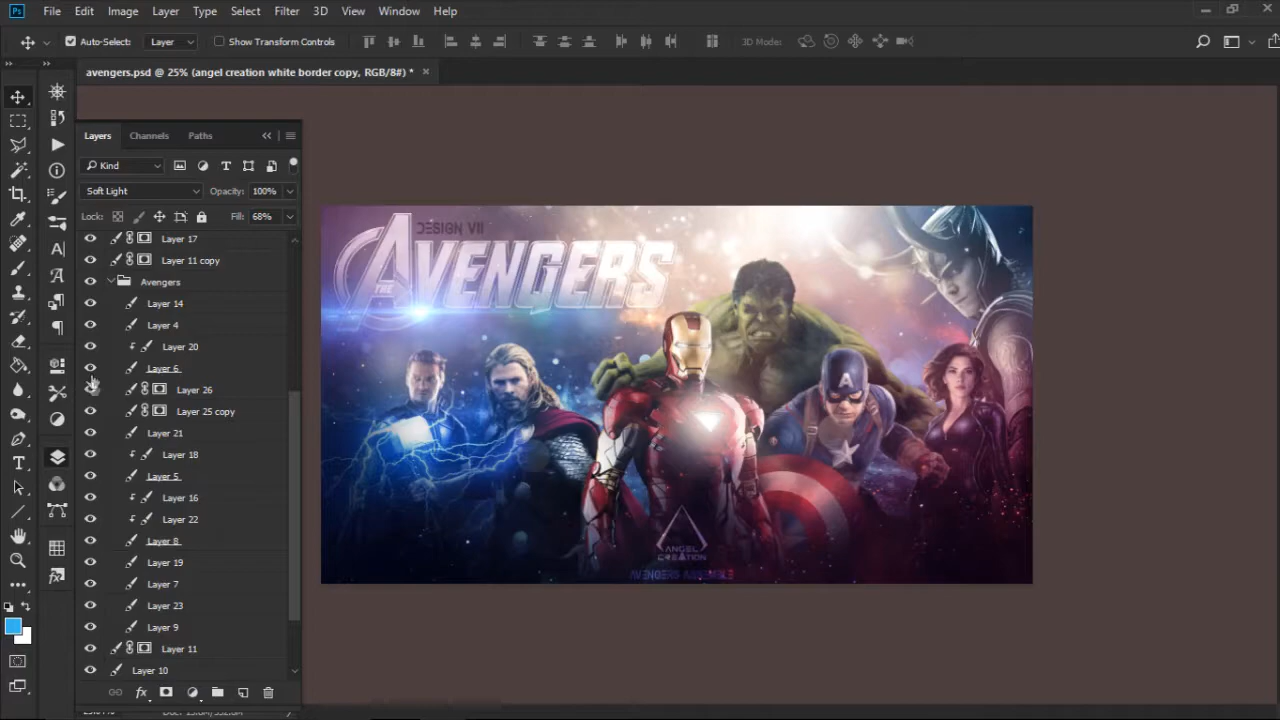 Ps File Edit Image Layer Type Select Filter 3D View Window Help
Auto-Select: Layer Show Transform Controls 3D Mode:
avengers.psd @ 25% (angel creation white border copy, RGB/8#) * ×
Layers Channels Paths
Kind
Soft Light Opacity: 100%
Lock: Fill: 68%
Layer 17
Layer 11 copy
Avengers
Layer 14
Layer 4
Layer 20
Layer 6
Layer 26
Layer 25 copy
Layer 21
Layer 18
Layer 5
Layer 16
Layer 22
Layer 8
Layer 19
Layer 7
Layer 23
Layer 9
Layer 11
Layer 10
fx
DESIGN VII
THE AVENGERS
A
ANGEL
CREATION
AVENGERS ASSEMBLE